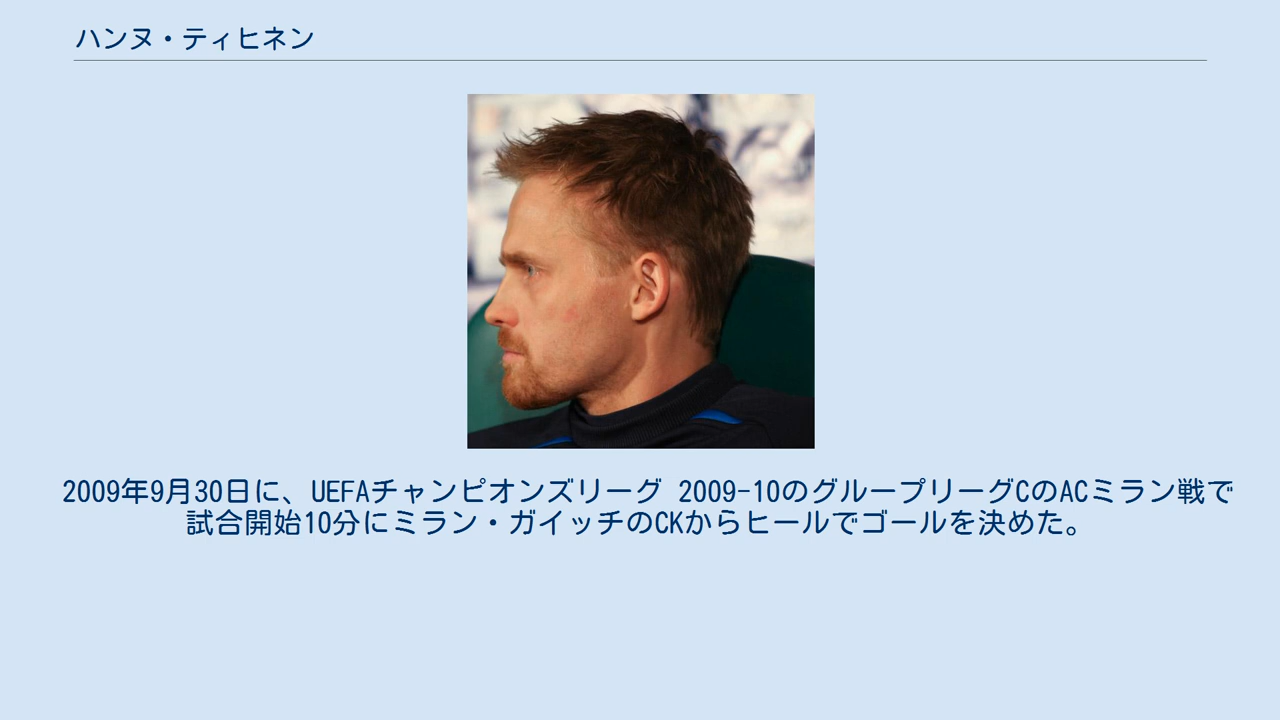 ハンヌ・ティヒネン
2009年9月30日に、UEFAチャンピオンズリーグ 2009-10のグループリーグCのACミラン戦で
試合開始10分にミラン・ガイッチのCKからヒールでゴールを決めた。